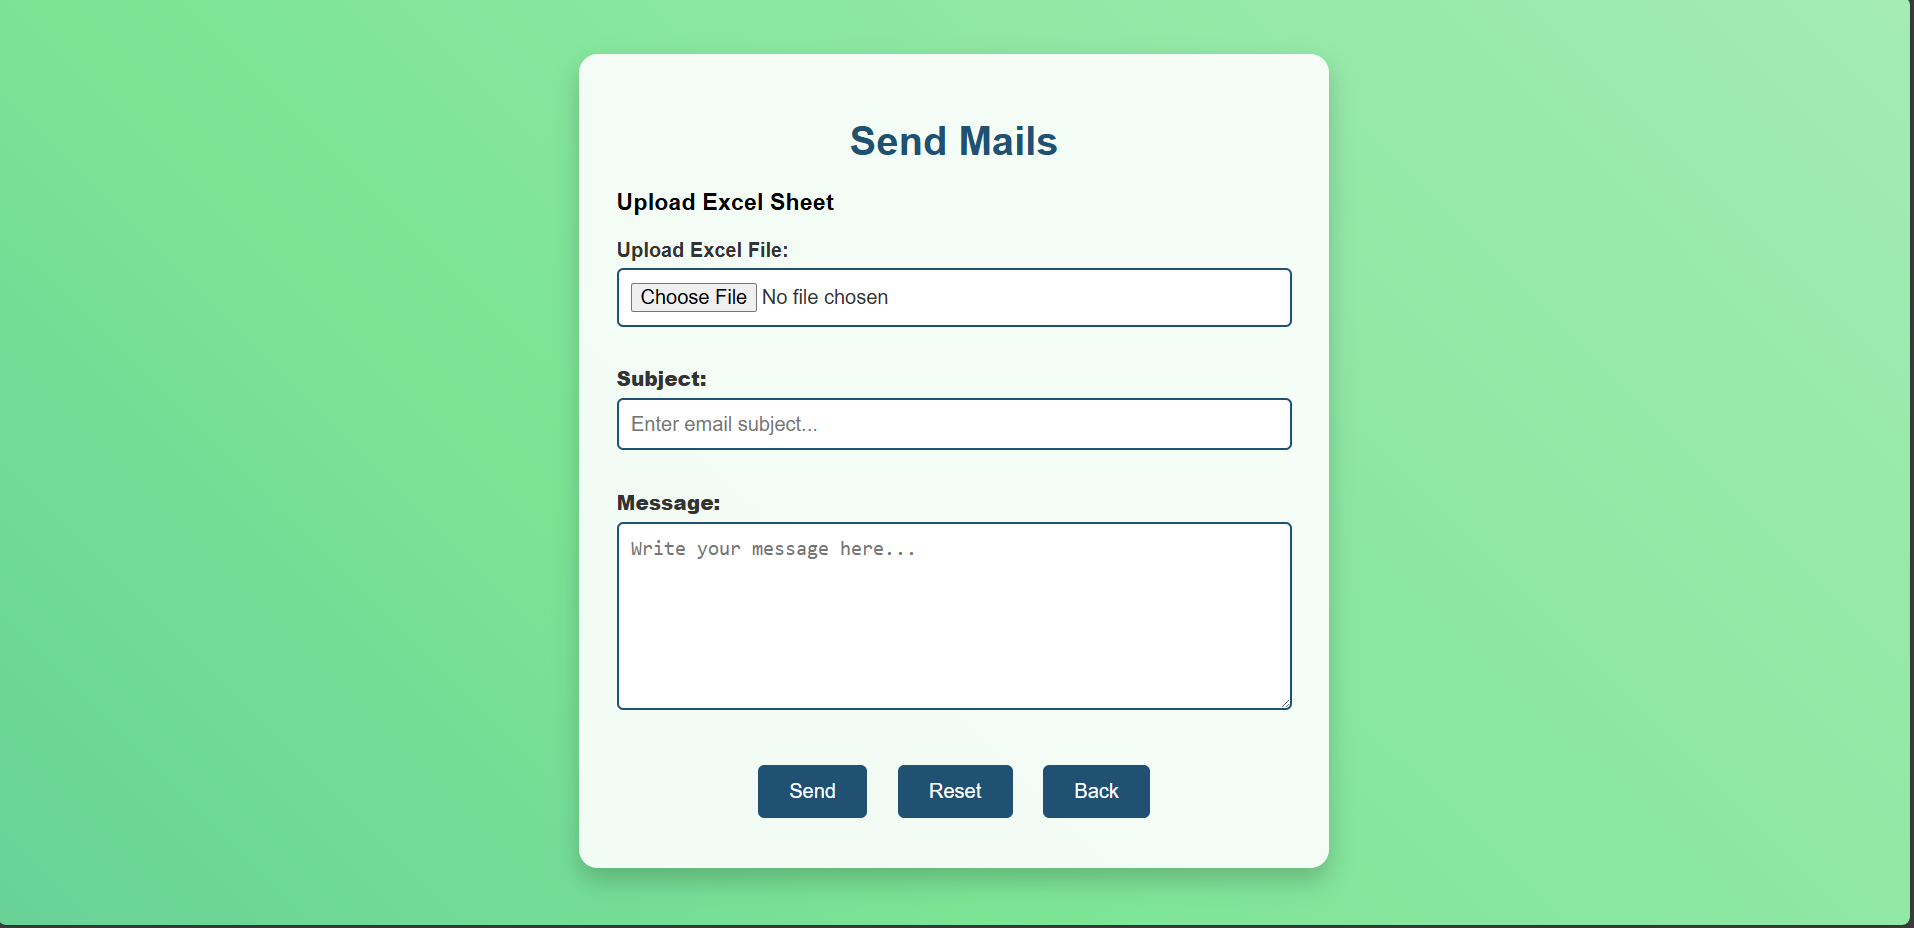 Send Mails
Upload Excel Sheet
Upload Excel File:
Choose File No file chosen
Subject:
Enter email subject...
Message:
Write your message here...
Send Reset Back